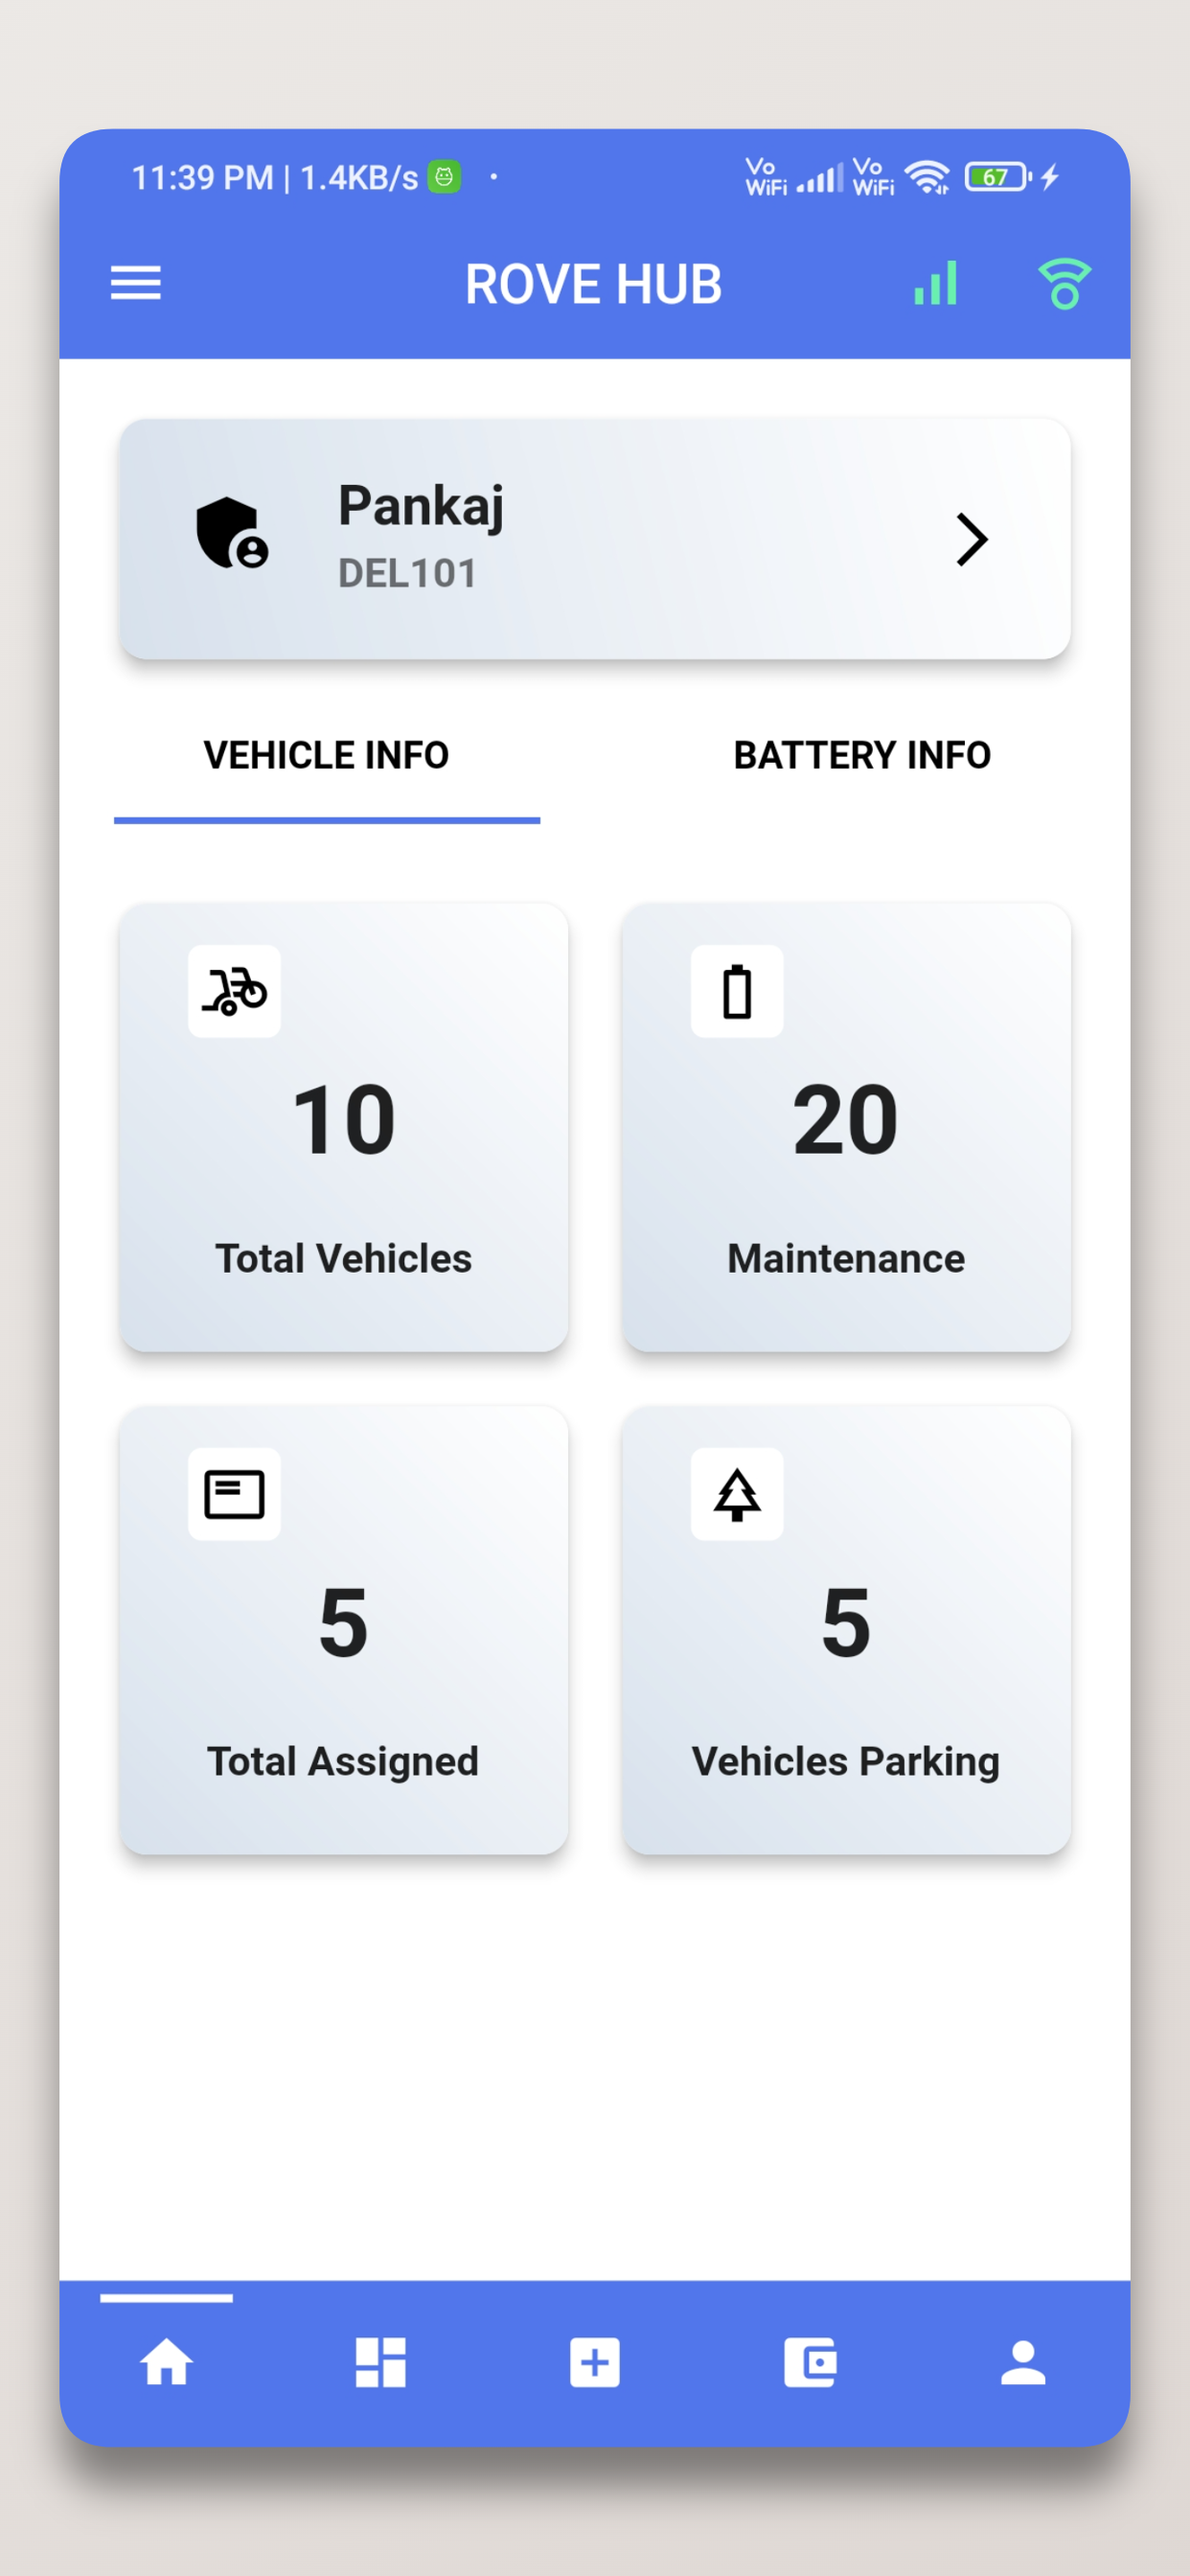 11:39 PM | 1.4KB/s
Vo
WiFi
Vo
WiFi
67
ROVE HUB
Pankaj
DEL101
VEHICLE INFO
BATTERY INFO
10
Total Vehicles
20
Maintenance
5
Total Assigned
5
Vehicles Parking